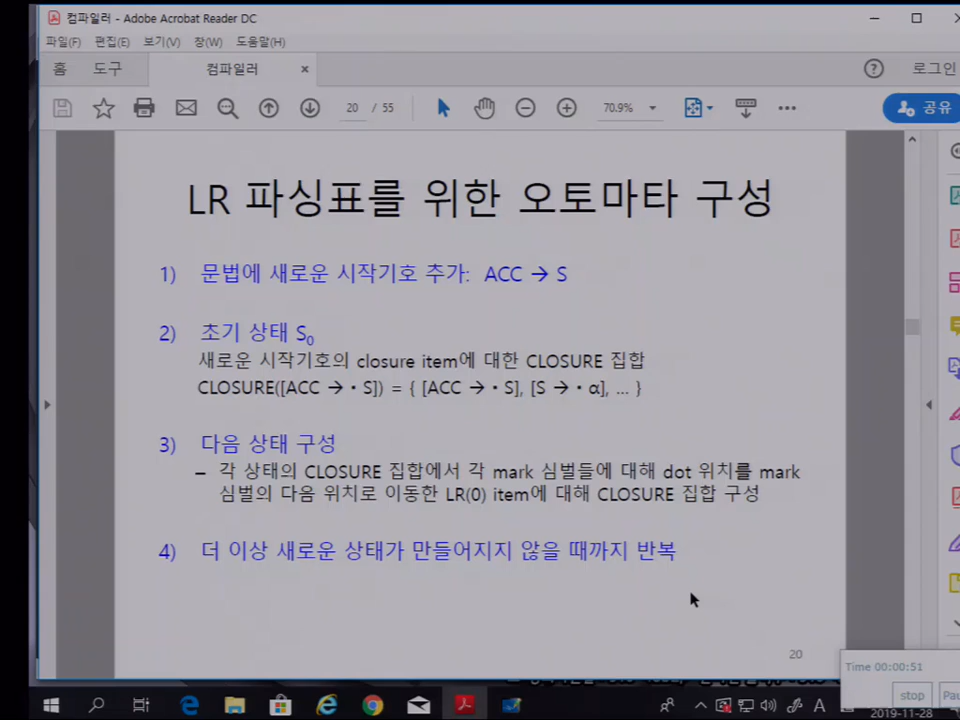 컴파일러 - Adobe Acrobat Reader DC
파일(F) 편집(E) 보기(V) 창(W) 도움말(H)
홈 도구 컴파일러 × 로그인
20 / 55 70.9% 공유
LR 파싱표를 위한 오토마타 구성
1) 문법에 새로운 시작기호 추가: ACC → S
2) 초기 상태 S₀
새로운 시작기호의 closure item에 대한 CLOSURE 집합
CLOSURE([ACC → · S]) = { [ACC → · S], [S → · α], ... }
3) 다음 상태 구성
– 각 상태의 CLOSURE 집합에서 각 mark 심벌들에 대해 dot 위치를 mark
심벌의 다음 위치로 이동한 LR(0) item에 대해 CLOSURE 집합 구성
4) 더 이상 새로운 상태가 만들어지지 않을 때까지 반복
20
Time 00:00:51
stop Pau
A
2019-11-28